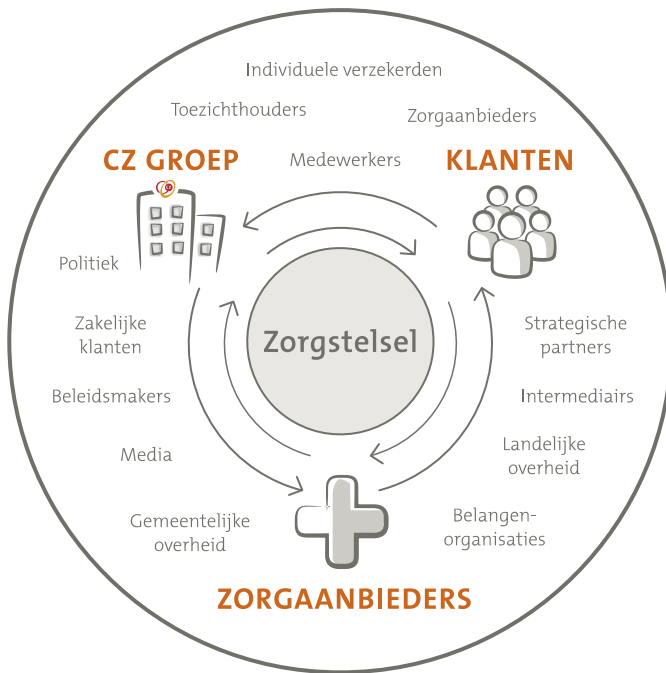 Individuele verzekerden
Toezichthouders
Zorgaanbieders
CZ GROEP
Medewerkers
KLANTEN
Politiek
Zakelijke
klanten
Zorgstelsel
Strategische
partners
Beleidsmakers
Intermediairs
Media
Landelijke
overheid
Gemeentelijke
overheid
Belangen-
organisaties
ZORGAANBIEDERS